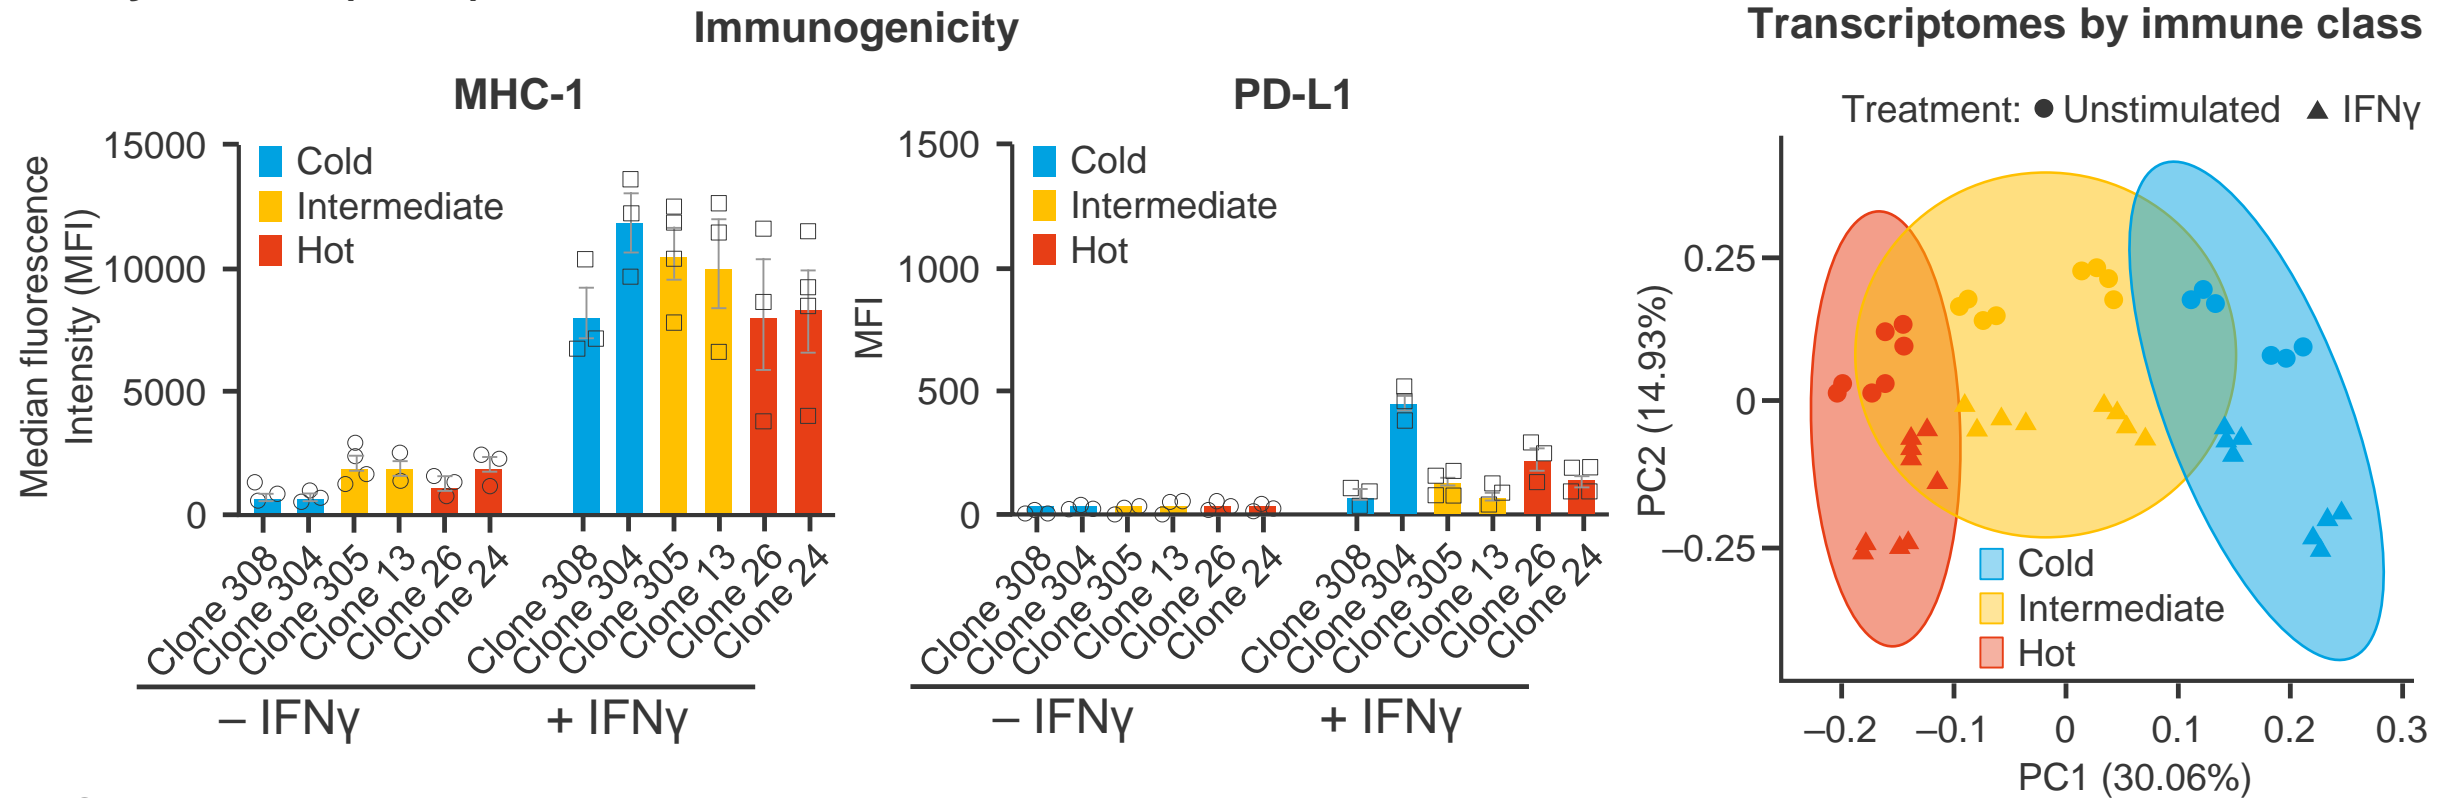 Immunogenicity
MHC-1
Median fluorescence
Intensity (MFI)
15000
10000
5000
0
Cold
Intermediate
Hot
Clone 308
Clone 304
Clone 305
Clone 13
Clone 26
Clone 24
Clone 308
Clone 304
Clone 305
Clone 13
Clone 26
Clone 24
– IFNγ
+ IFNγ
PD-L1
MFI
1500
1000
500
0
Cold
Intermediate
Hot
Clone 308
Clone 304
Clone 305
Clone 13
Clone 26
Clone 24
Clone 308
Clone 304
Clone 305
Clone 13
Clone 26
Clone 24
– IFNγ
+ IFNγ
Transcriptomes by immune class
Treatment: Unstimulated IFNγ
PC2 (14.93%)
0.25
0
–0.25
Cold
Intermediate
Hot
–0.2 –0.1 0 0.1 0.2 0.3
PC1 (30.06%)